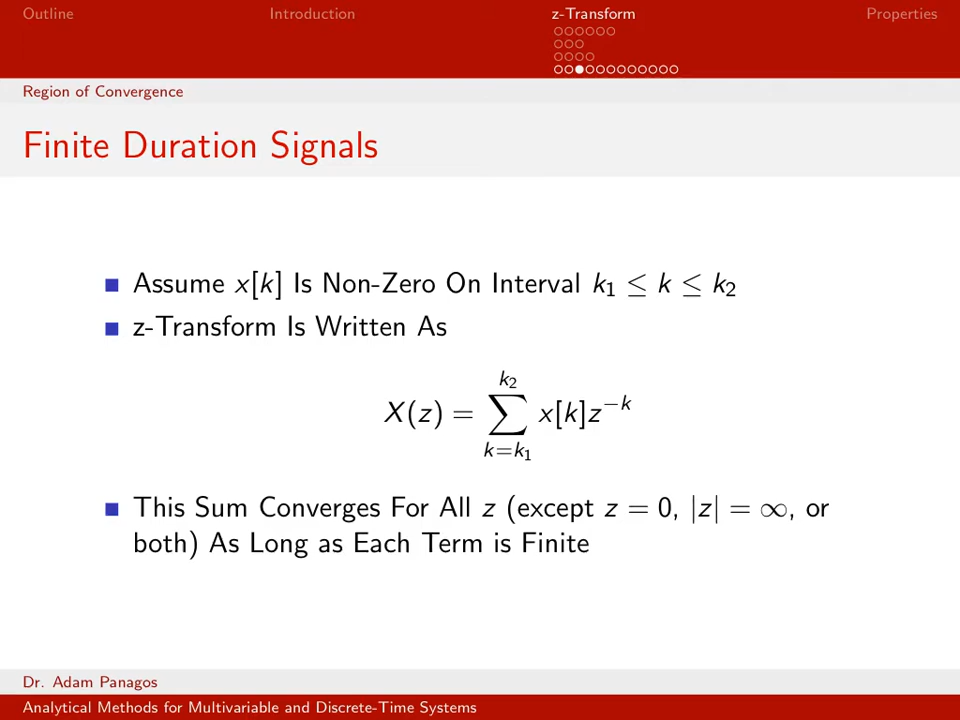 Outline Introduction z-Transform Properties
Region of Convergence
Finite Duration Signals
Assume x[k] Is Non-Zero On Interval k₁ ≤ k ≤ k₂
z-Transform Is Written As
X(z) = ∑_{k=k₁}^{k₂} x[k]z^{−k}
This Sum Converges For All z (except z = 0, |z| = ∞, or
both) As Long as Each Term is Finite
Dr. Adam Panagos
Analytical Methods for Multivariable and Discrete-Time Systems